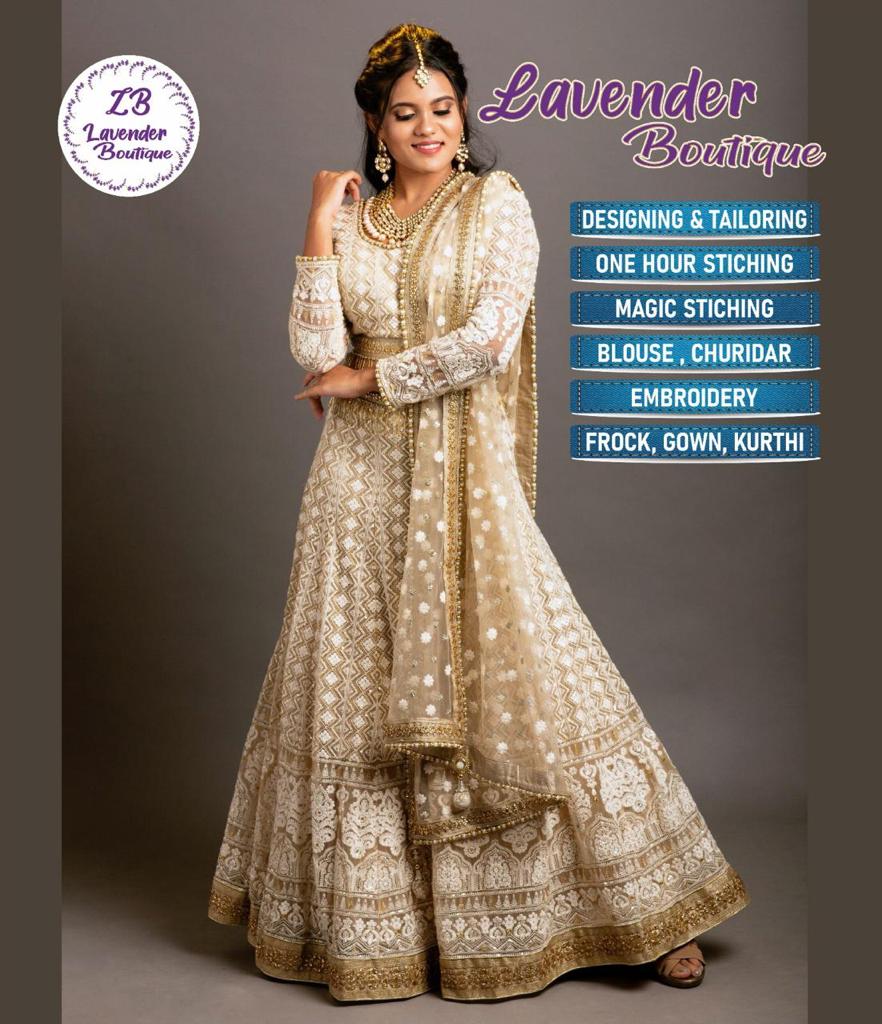 LB
Lavender
Boutique
Lavender
Boutique
DESIGNING & TAILORING
ONE HOUR STICHING
MAGIC STICHING
BLOUSE , CHURIDAR
EMBROIDERY
FROCK, GOWN, KURTHI